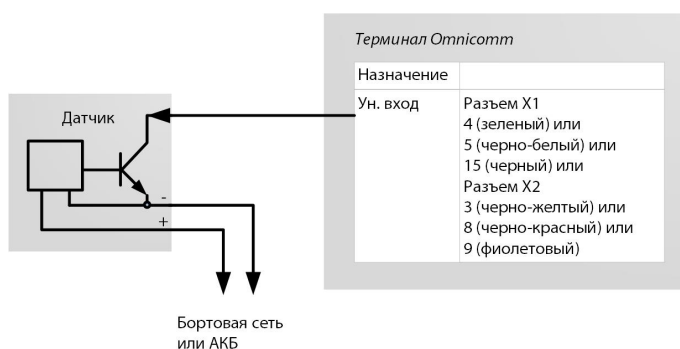 Терминал Omnicomm
Назначение
Ун. вход
Разъем X1
4 (зеленый) или
5 (черно-белый) или
15 (черный) или
Разъем X2
3 (черно-желтый) или
8 (черно-красный) или
9 (фиолетовый)
Датчик
-
+
Бортовая сеть
или АКБ